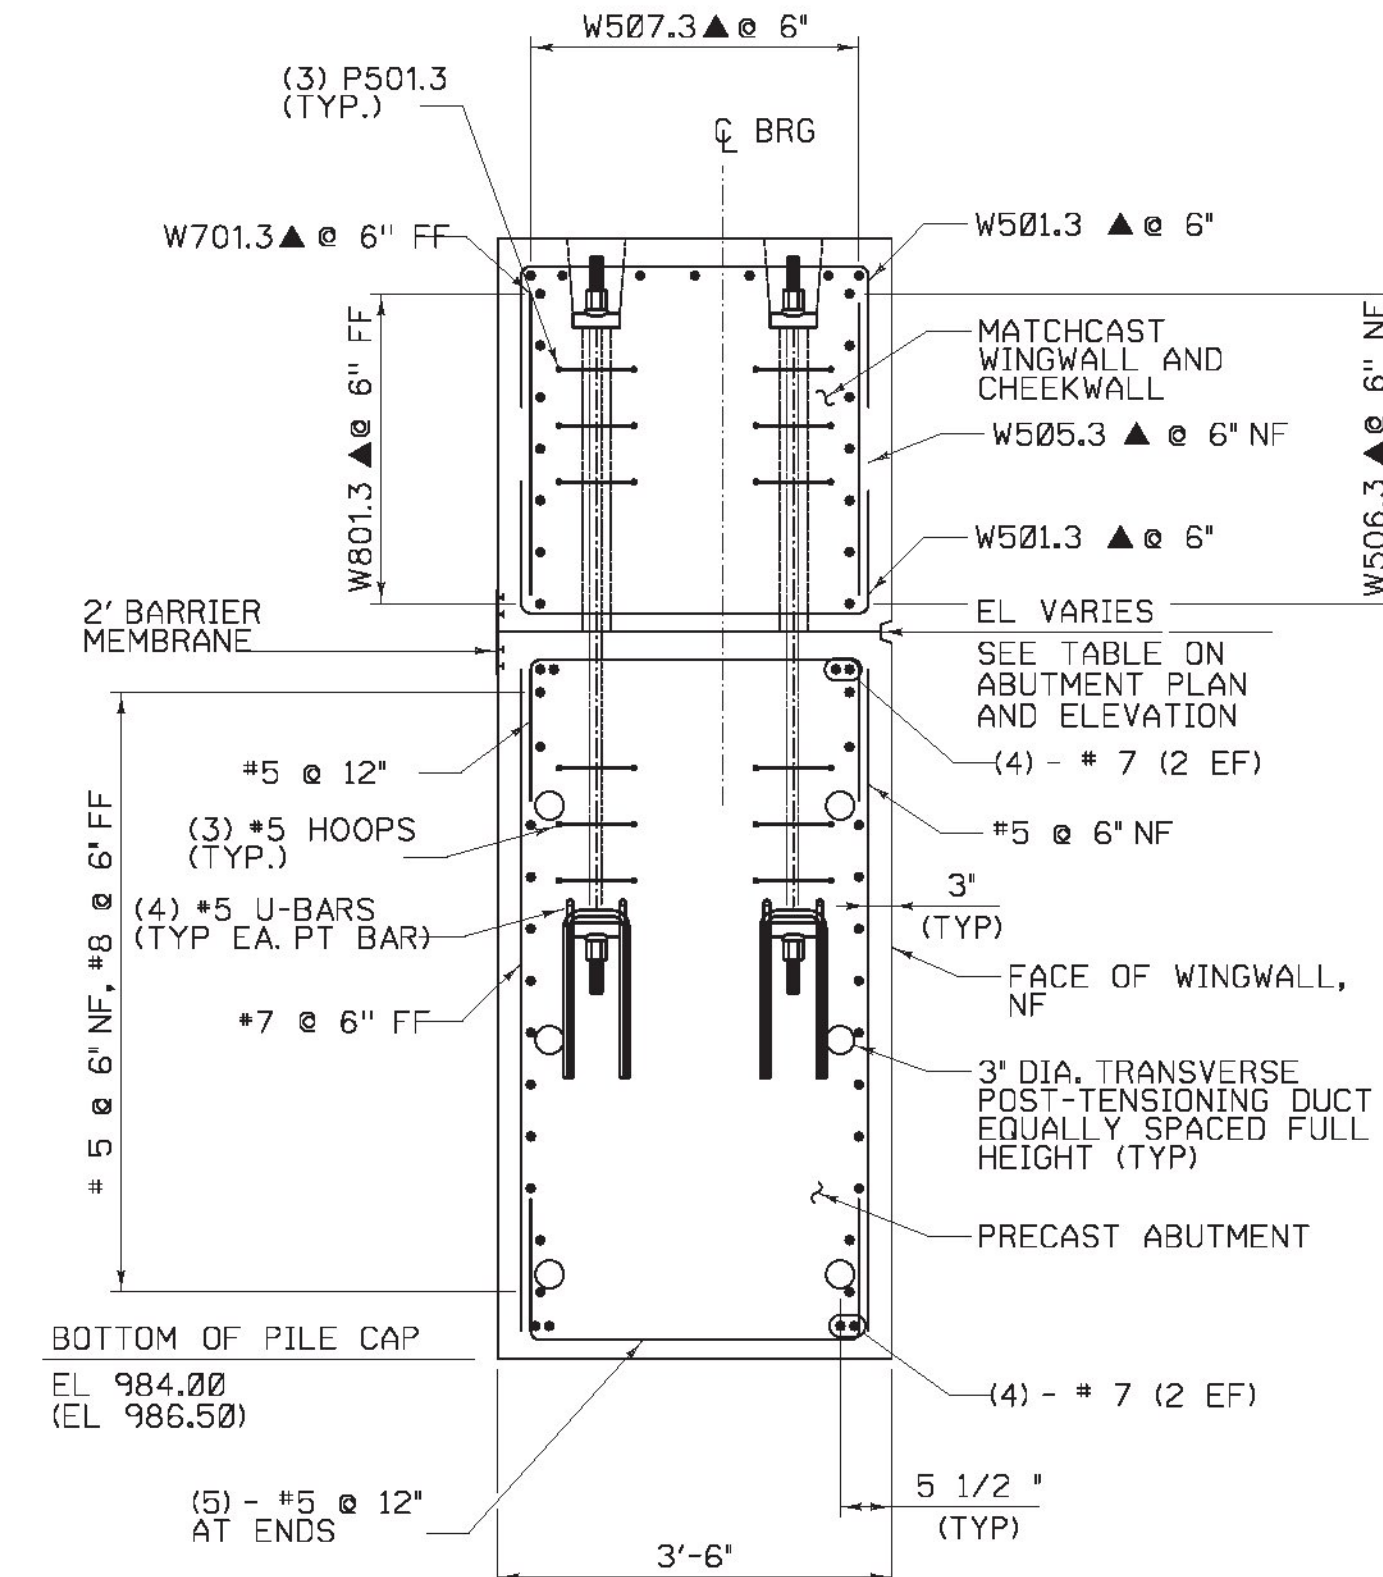 W507.3▲@ 6"
(3) P501.3
(TYP.)
℄ BRG
W701.3▲ @ 6" FF
W501.3 ▲@ 6"
W801.3 ▲@ 6" FF
W506.3 ▲ @ 6" NF
MATCHCAST
WINGWALL AND
CHEEKWALL
W505.3 ▲ @ 6" NF
W501.3 ▲@ 6"
2' BARRIER
MEMBRANE
EL VARIES
SEE TABLE ON
ABUTMENT PLAN
AND ELEVATION
(4) - # 7 (2 EF)
#5 @ 12"
#5 @ 6" NF
(3) #5 HOOPS
(TYP.)
# 5 @ 6" NF, #8 @ 6" FF
(4) #5 U-BARS
(TYP EA. PT BAR)
3"
(TYP)
FACE OF WINGWALL,
NF
#7 @ 6" FF
3" DIA. TRANSVERSE
POST-TENSIONING DUCT
EQUALLY SPACED FULL
HEIGHT (TYP)
PRECAST ABUTMENT
BOTTOM OF PILE CAP
EL 984.00
(EL 986.50)
(4) - # 7 (2 EF)
(5) - #5 @ 12"
AT ENDS
5 1/2 "
(TYP)
3'-6"